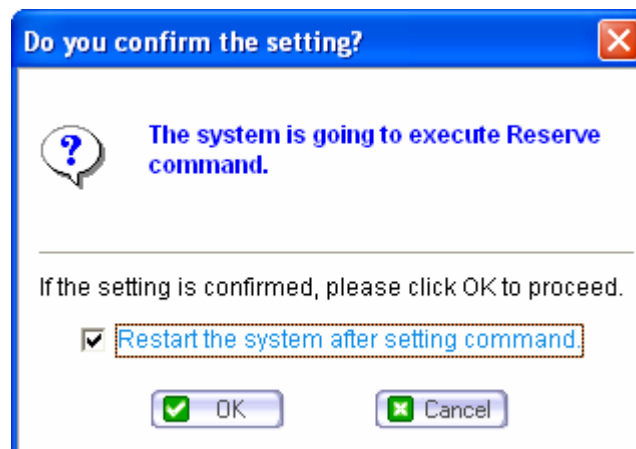 Do you confirm the setting?
The system is going to execute Reserve
command.
If the setting is confirmed, please click OK to proceed.
Restart the system after setting command.
OK Cancel